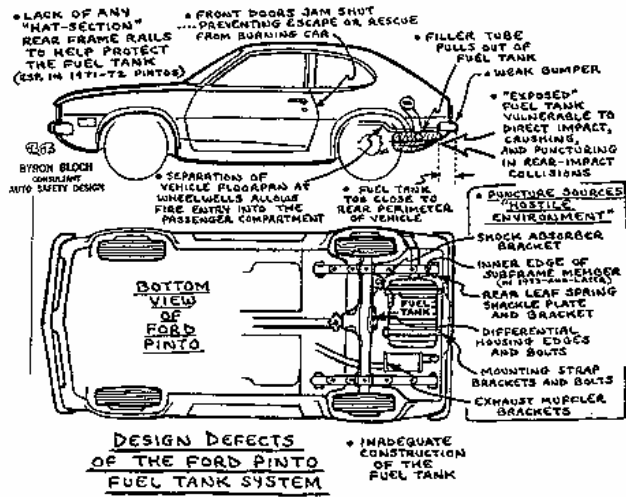 • LACK OF ANY
"HAT-SECTION"
REAR FRAME RAILS
TO HELP PROTECT
THE FUEL TANK
(ESP. IN 1971-72 PINTOS)
• FRONT DOORS JAM SHUT
PREVENTING ESCAPE OR RESCUE
FROM BURNING CAR
• FILLER TUBE
PULLS OUT OF
FUEL TANK
• WEAK BUMPER
• "EXPOSED"
FUEL TANK
VULNERABLE TO
DIRECT IMPACT,
CRUSHING,
AND PUNCTURING
IN REAR-IMPACT
COLLISIONS
BYRON BLOCH
CONSULTANT
AUTO SAFETY DESIGN
• SEPARATION OF
VEHICLE FLOORPAN AT
WHEELWELLS ALLOWS
FIRE ENTRY INTO THE
PASSENGER COMPARTMENT
• FUEL TANK
TOO CLOSE TO
REAR PERIMETER
OF VEHICLE
• PUNCTURE SOURCES
"HOSTILE
ENVIRONMENT"
SHOCK ABSORBER
BRACKET
INNER EDGE OF
SUBFRAME MEMBER
(IN 1973-AND-LATER)
REAR LEAF SPRING
SHACKLE PLATE
AND BRACKET
DIFFERENTIAL
HOUSING EDGES
AND BOLTS
MOUNTING STRAP
BRACKETS AND BOLTS
EXHAUST MUFFLER
BRACKETS
BOTTOM
VIEW
OF
FORD
PINTO
FUEL
TANK
DESIGN DEFECTS
OF THE FORD PINTO
FUEL TANK SYSTEM
• INADEQUATE
CONSTRUCTION
OF THE
FUEL TANK